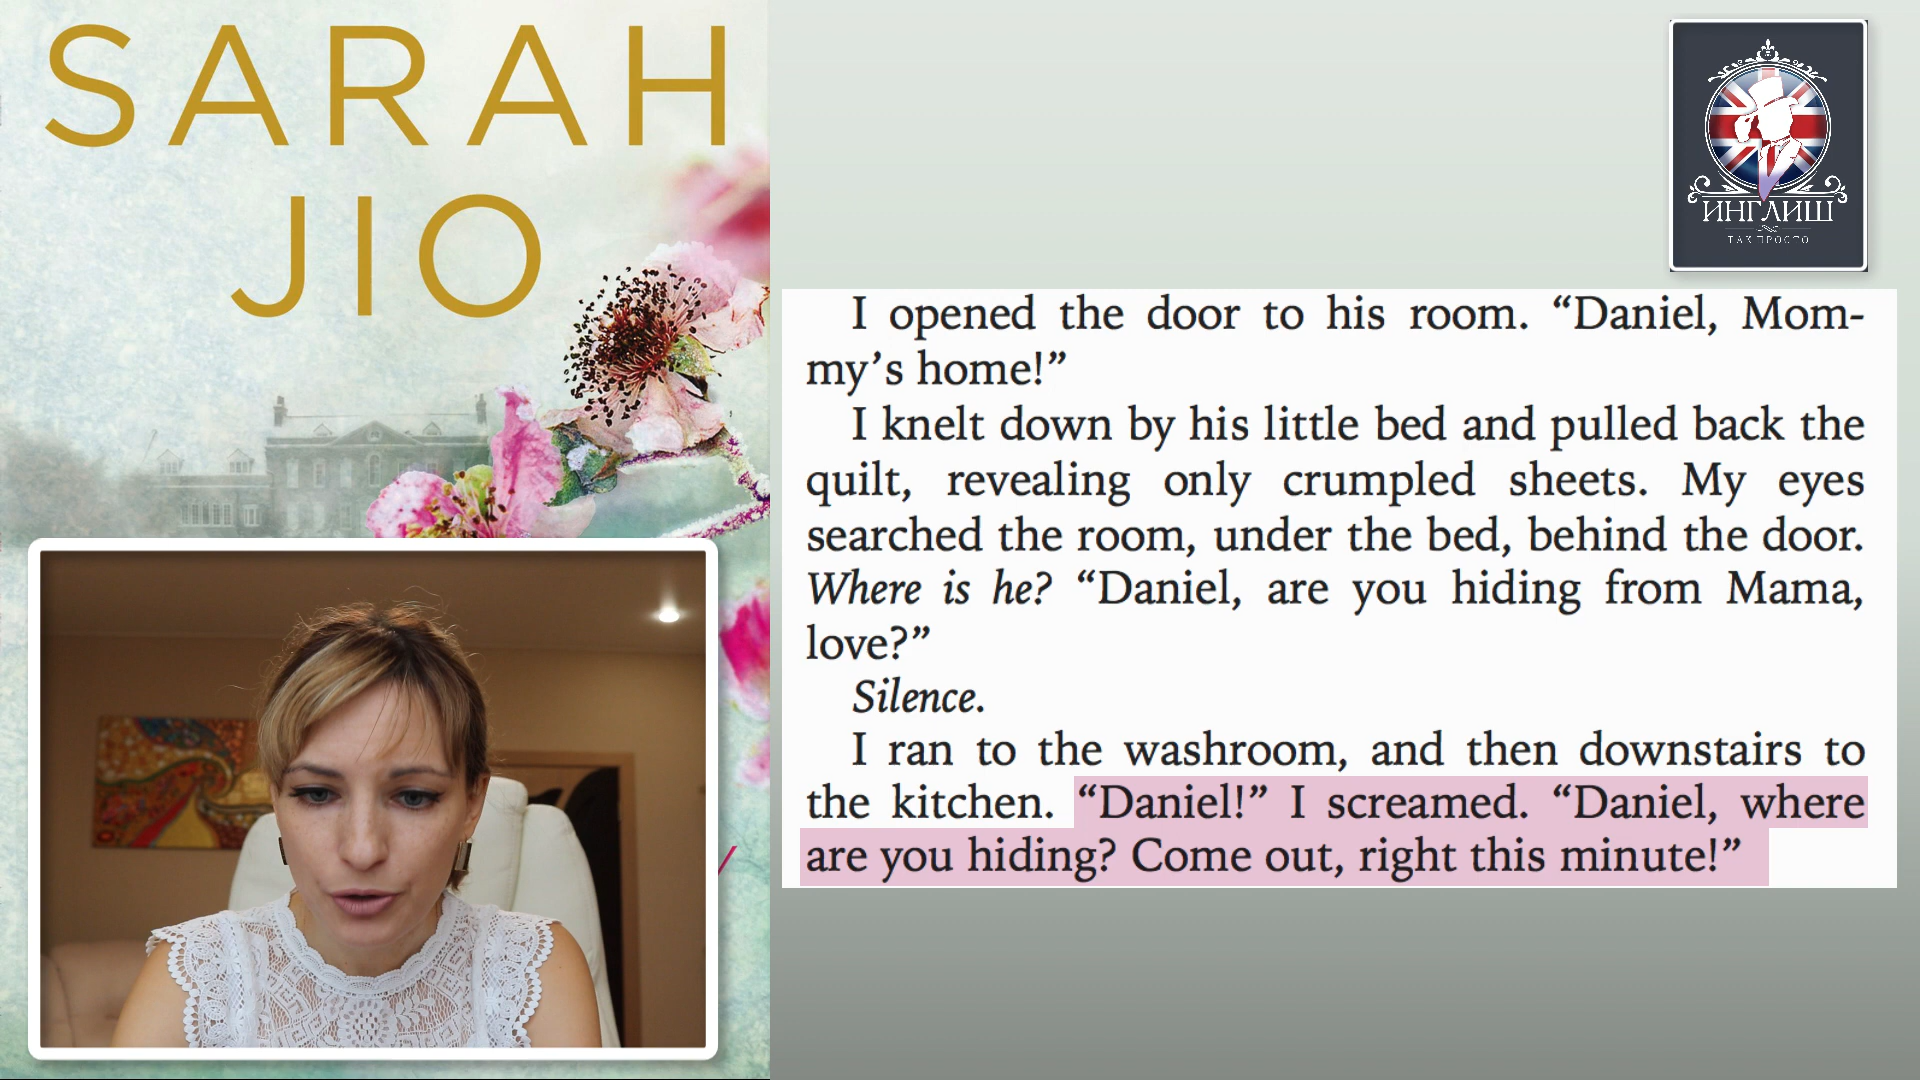 SARAH
JIO
ИНГЛИШ
ТАК ПРОСТО
I opened the door to his room. “Daniel, Mom-
my’s home!”
I knelt down by his little bed and pulled back the
quilt, revealing only crumpled sheets. My eyes
searched the room, under the bed, behind the door.
Where is he? “Daniel, are you hiding from Mama,
love?”
Silence.
I ran to the washroom, and then downstairs to
the kitchen. “Daniel!” I screamed. “Daniel, where
are you hiding? Come out, right this minute!”